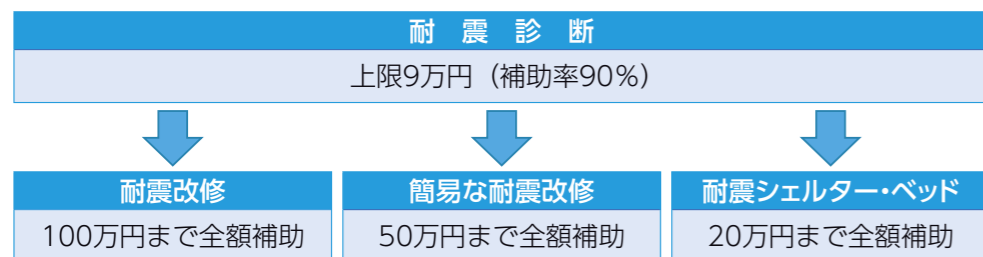 耐震診断
上限9万円（補助率90％）
耐震改修
100万円まで全額補助
簡易な耐震改修
50万円まで全額補助
耐震シェルター・ベッド
20万円まで全額補助